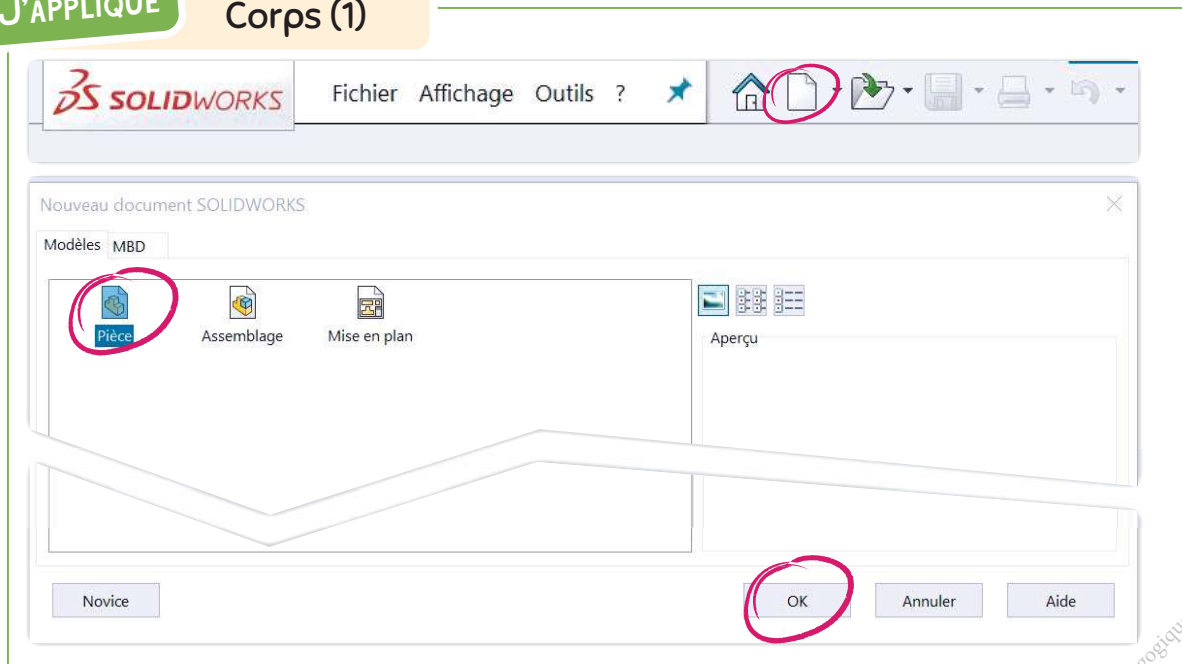 J'APPLIQUE
Corps (1)
3S SOLIDWORKS Fichier Affichage Outils ?
Nouveau document SOLIDWORKS
Modèles MBD
Pièce Assemblage Mise en plan
Aperçu
Novice OK Annuler Aide